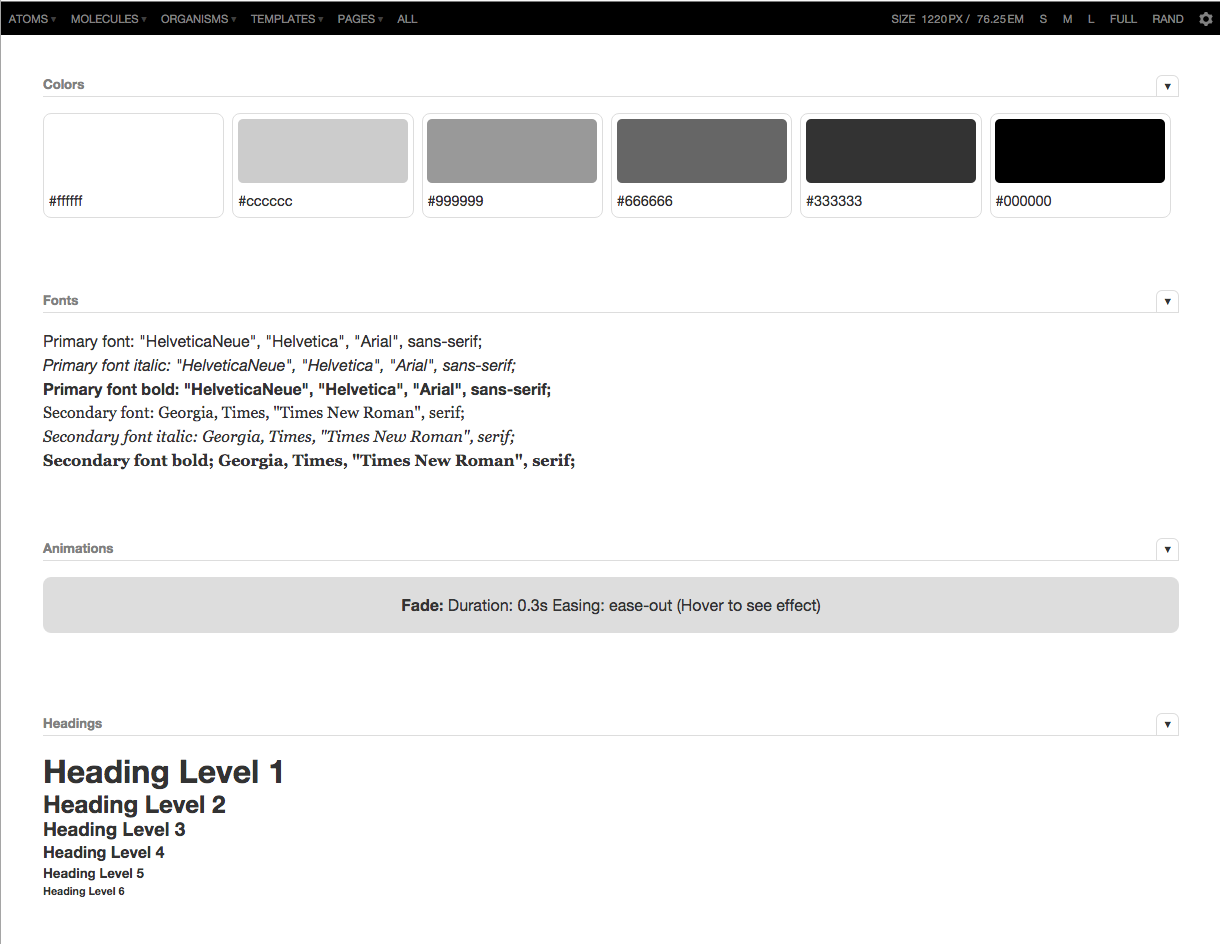 ATOMS▼ MOLECULES▼ ORGANISMS▼ TEMPLATES▼ PAGES▼ ALL SIZE 1220PX / 76.25EM S M L FULL RAND
Colors ▼
#ffffff #cccccc #999999 #666666 #333333 #000000
Fonts ▼
Primary font: "HelveticaNeue", "Helvetica", "Arial", sans-serif;
Primary font italic: "HelveticaNeue", "Helvetica", "Arial", sans-serif;
Primary font bold: "HelveticaNeue", "Helvetica", "Arial", sans-serif;
Secondary font: Georgia, Times, "Times New Roman", serif;
Secondary font italic: Georgia, Times, "Times New Roman", serif;
Secondary font bold; Georgia, Times, "Times New Roman", serif;
Animations ▼
Fade: Duration: 0.3s Easing: ease-out (Hover to see effect)
Headings ▼
Heading Level 1
Heading Level 2
Heading Level 3
Heading Level 4
Heading Level 5
Heading Level 6